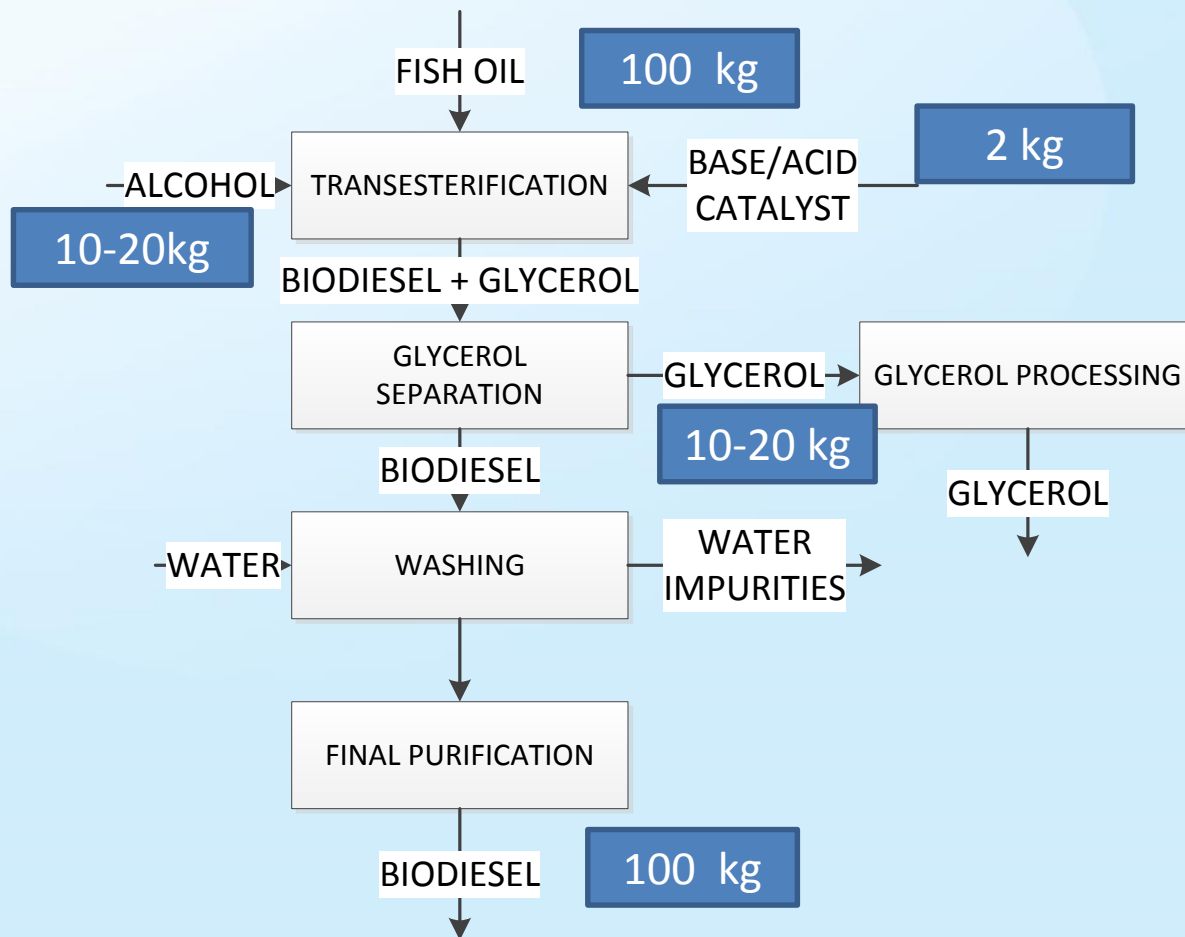 FISH OIL
100 kg
2 kg
ALCOHOL
TRANSESTERIFICATION
BASE/ACID
CATALYST
10-20kg
BIODIESEL + GLYCEROL
GLYCEROL
SEPARATION
GLYCEROL
GLYCEROL PROCESSING
10-20 kg
BIODIESEL
GLYCEROL
WATER
WASHING
WATER
IMPURITIES
FINAL PURIFICATION
BIODIESEL
100 kg